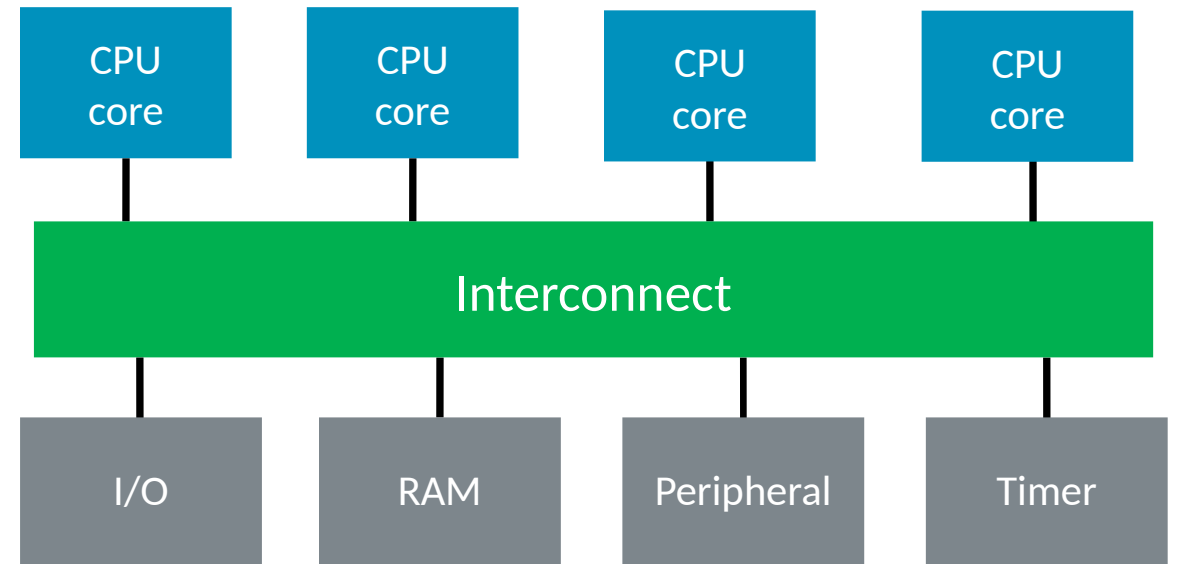 CPU
core
CPU
core
CPU
core
CPU
core
Interconnect
I/O
RAM
Peripheral
Timer